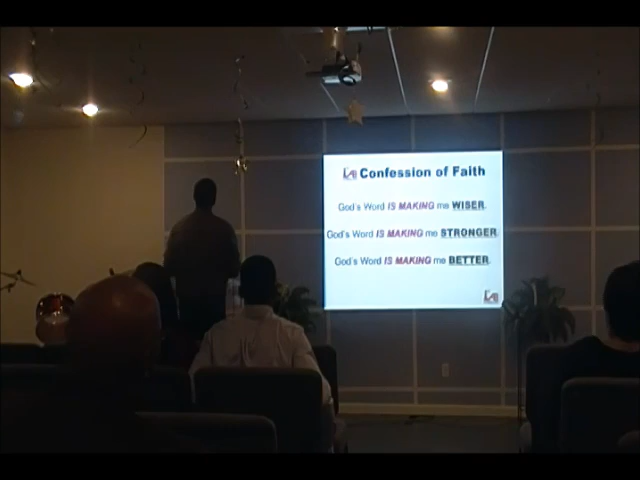 Confession of Faith
God's Word IS MAKING me WISER.
God's Word IS MAKING me STRONGER.
God's Word IS MAKING me BETTER.